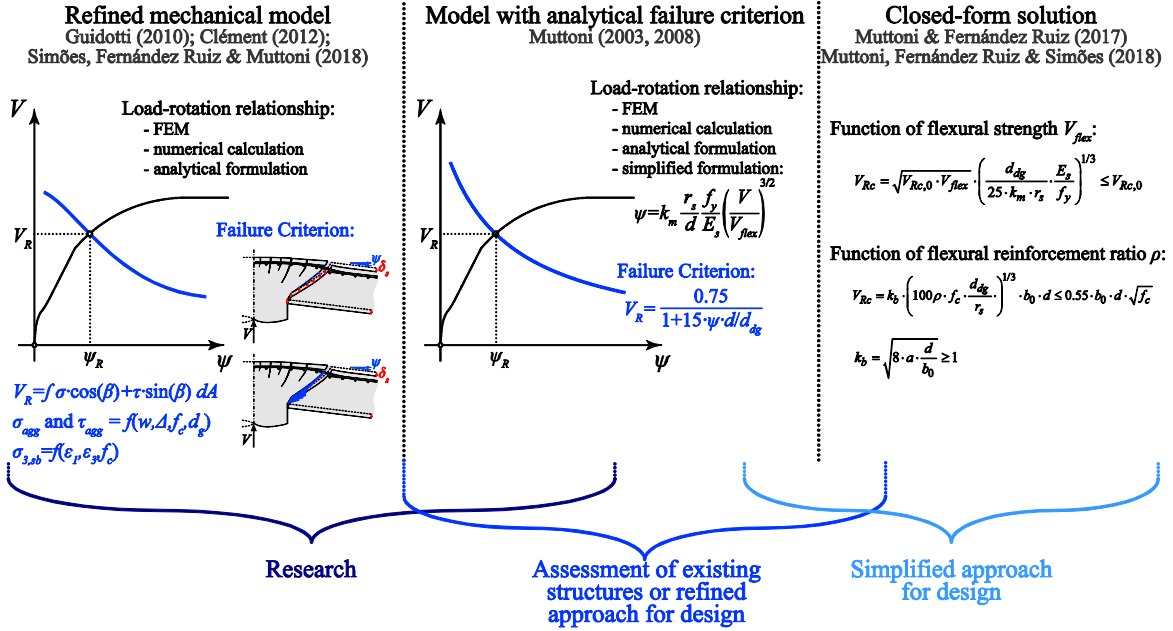 Refined mechanical model
Guidotti (2010); Clément (2012);
Simões, Fernández Ruiz & Muttoni (2018)
V
Load-rotation relationship:
- FEM
- numerical calculation
- analytical formulation
V_R
Failure Criterion:
ψ
δ_s
V
ψ_R
ψ
ψ
δ_s
V
V_R=∫σ·cos(β)+τ·sin(β) dA
σ_agg and τ_agg = f(w,Δ,f_c,d_g)
σ_3,sb=f(ε_1,ε_3,f_c)
Model with analytical failure criterion
Muttoni (2003, 2008)
V
Load-rotation relationship:
- FEM
- numerical calculation
- analytical formulation
- simplified formulation:
ψ=k_m r_s/d f_y/E_s (V/V_flex)^3/2
V_R
Failure Criterion:
V_R= 0.75/1+15·ψ·d/d_dg
ψ_R
ψ
Closed-form solution
Muttoni & Fernández Ruiz (2017)
Muttoni, Fernández Ruiz & Simões (2018)
Function of flexural strength V_flex:
V_Rc = √V_Rc,0 · V_flex · (d_dg/25·k_m·r_s · E_s/f_y)^1/3 ≤ V_Rc,0
Function of flexural reinforcement ratio ρ:
V_Rc = k_b · (100ρ · f_c · d_dg/r_s)^1/3 · b_0 · d ≤ 0.55 · b_0 · d · √f_c
k_b = √8 · a · d/b_0 ≥ 1
Research
Assessment of existing
structures or refined
approach for design
Simplified approach
for design